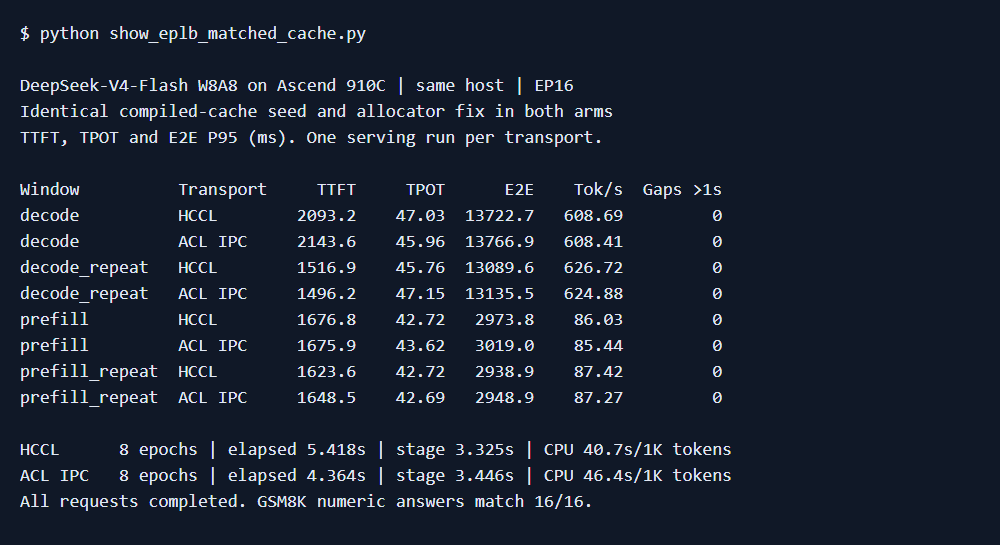 $ python show_eplb_matched_cache.py
DeepSeek-V4-Flash W8A8 on Ascend 910C | same host | EP16
Identical compiled-cache seed and allocator fix in both arms
TTFT, TPOT and E2E P95 (ms). One serving run per transport.
Window Transport TTFT TPOT E2E Tok/s Gaps >1s
decode HCCL 2093.2 47.03 13722.7 608.69 0
decode ACL IPC 2143.6 45.96 13766.9 608.41 0
decode_repeat HCCL 1516.9 45.76 13089.6 626.72 0
decode_repeat ACL IPC 1496.2 47.15 13135.5 624.88 0
prefill HCCL 1676.8 42.72 2973.8 86.03 0
prefill ACL IPC 1675.9 43.62 3019.0 85.44 0
prefill_repeat HCCL 1623.6 42.72 2938.9 87.42 0
prefill_repeat ACL IPC 1648.5 42.69 2948.9 87.27 0
HCCL 8 epochs | elapsed 5.418s | stage 3.325s | CPU 40.7s/1K tokens
ACL IPC 8 epochs | elapsed 4.364s | stage 3.446s | CPU 46.4s/1K tokens
All requests completed. GSM8K numeric answers match 16/16.